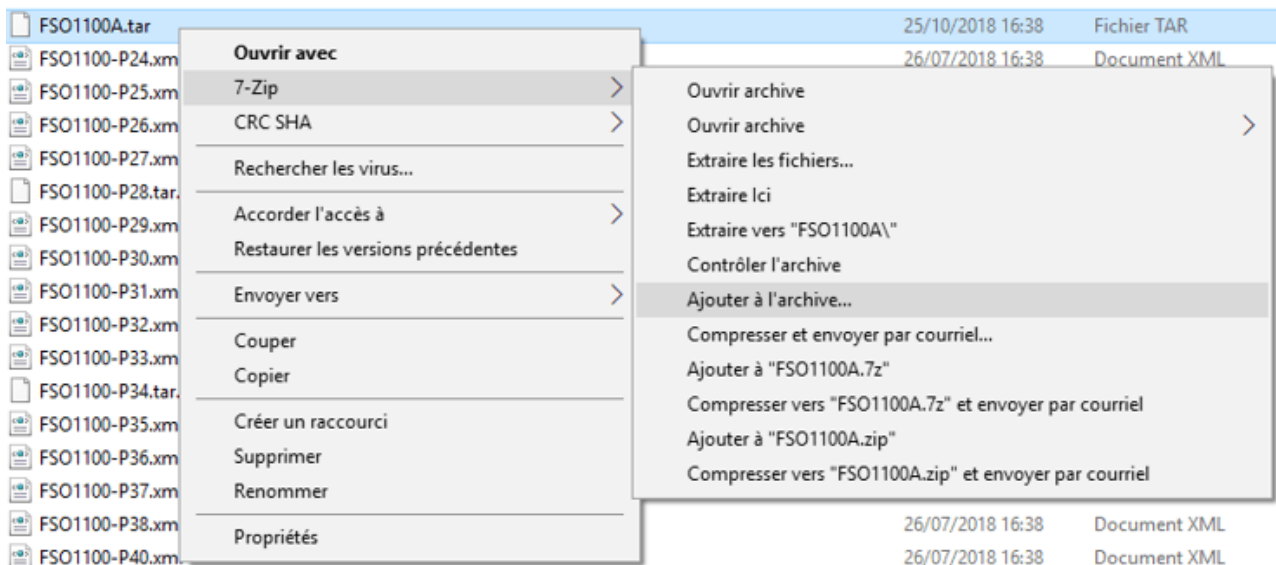 FSO1100A.tar 25/10/2018 16:38 Fichier TAR
FSO1100-P24.xm 26/07/2018 16:38 Document XML
FSO1100-P25.xm
FSO1100-P26.xm
FSO1100-P27.xm
FSO1100-P28.tar.
FSO1100-P29.xm
FSO1100-P30.xm
FSO1100-P31.xm
FSO1100-P32.xm
FSO1100-P33.xm
FSO1100-P34.tar.
FSO1100-P35.xm
FSO1100-P36.xm
FSO1100-P37.xm
FSO1100-P38.xm 26/07/2018 16:38 Document XML
FSO1100-P40.xm 26/07/2018 16:38 Document XML
Ouvrir avec
7-Zip
CRC SHA
Rechercher les virus...
Accorder l'accès à
Restaurer les versions précédentes
Envoyer vers
Couper
Copier
Créer un raccourci
Supprimer
Renommer
Propriétés
Ouvrir archive
Ouvrir archive
Extraire les fichiers...
Extraire Ici
Extraire vers "FSO1100A\"
Contrôler l'archive
Ajouter à l'archive...
Compresser et envoyer par courriel...
Ajouter à "FSO1100A.7z"
Compresser vers "FSO1100A.7z" et envoyer par courriel
Ajouter à "FSO1100A.zip"
Compresser vers "FSO1100A.zip" et envoyer par courriel